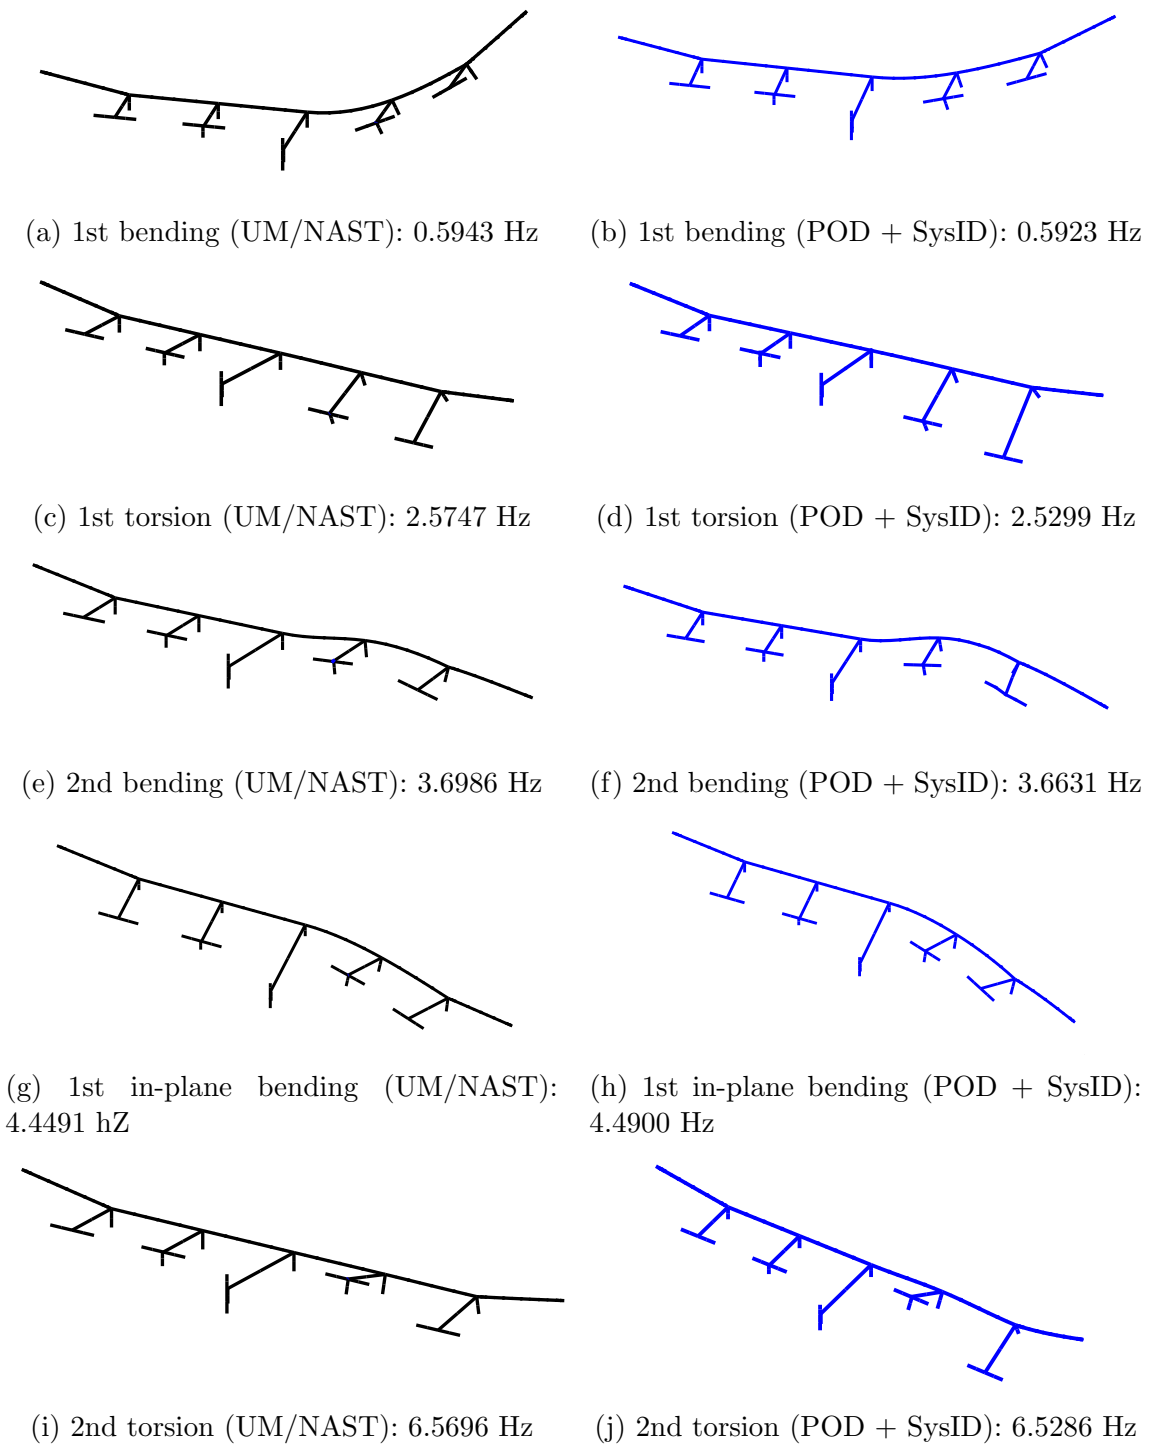 (a) 1st bending (UM/NAST): 0.5943 Hz
(b) 1st bending (POD + SysID): 0.5923 Hz
(c) 1st torsion (UM/NAST): 2.5747 Hz
(d) 1st torsion (POD + SysID): 2.5299 Hz
(e) 2nd bending (UM/NAST): 3.6986 Hz
(f) 2nd bending (POD + SysID): 3.6631 Hz
(g) 1st in-plane bending (UM/NAST):
4.4491 hZ
(h) 1st in-plane bending (POD + SysID):
4.4900 Hz
(i) 2nd torsion (UM/NAST): 6.5696 Hz
(j) 2nd torsion (POD + SysID): 6.5286 Hz